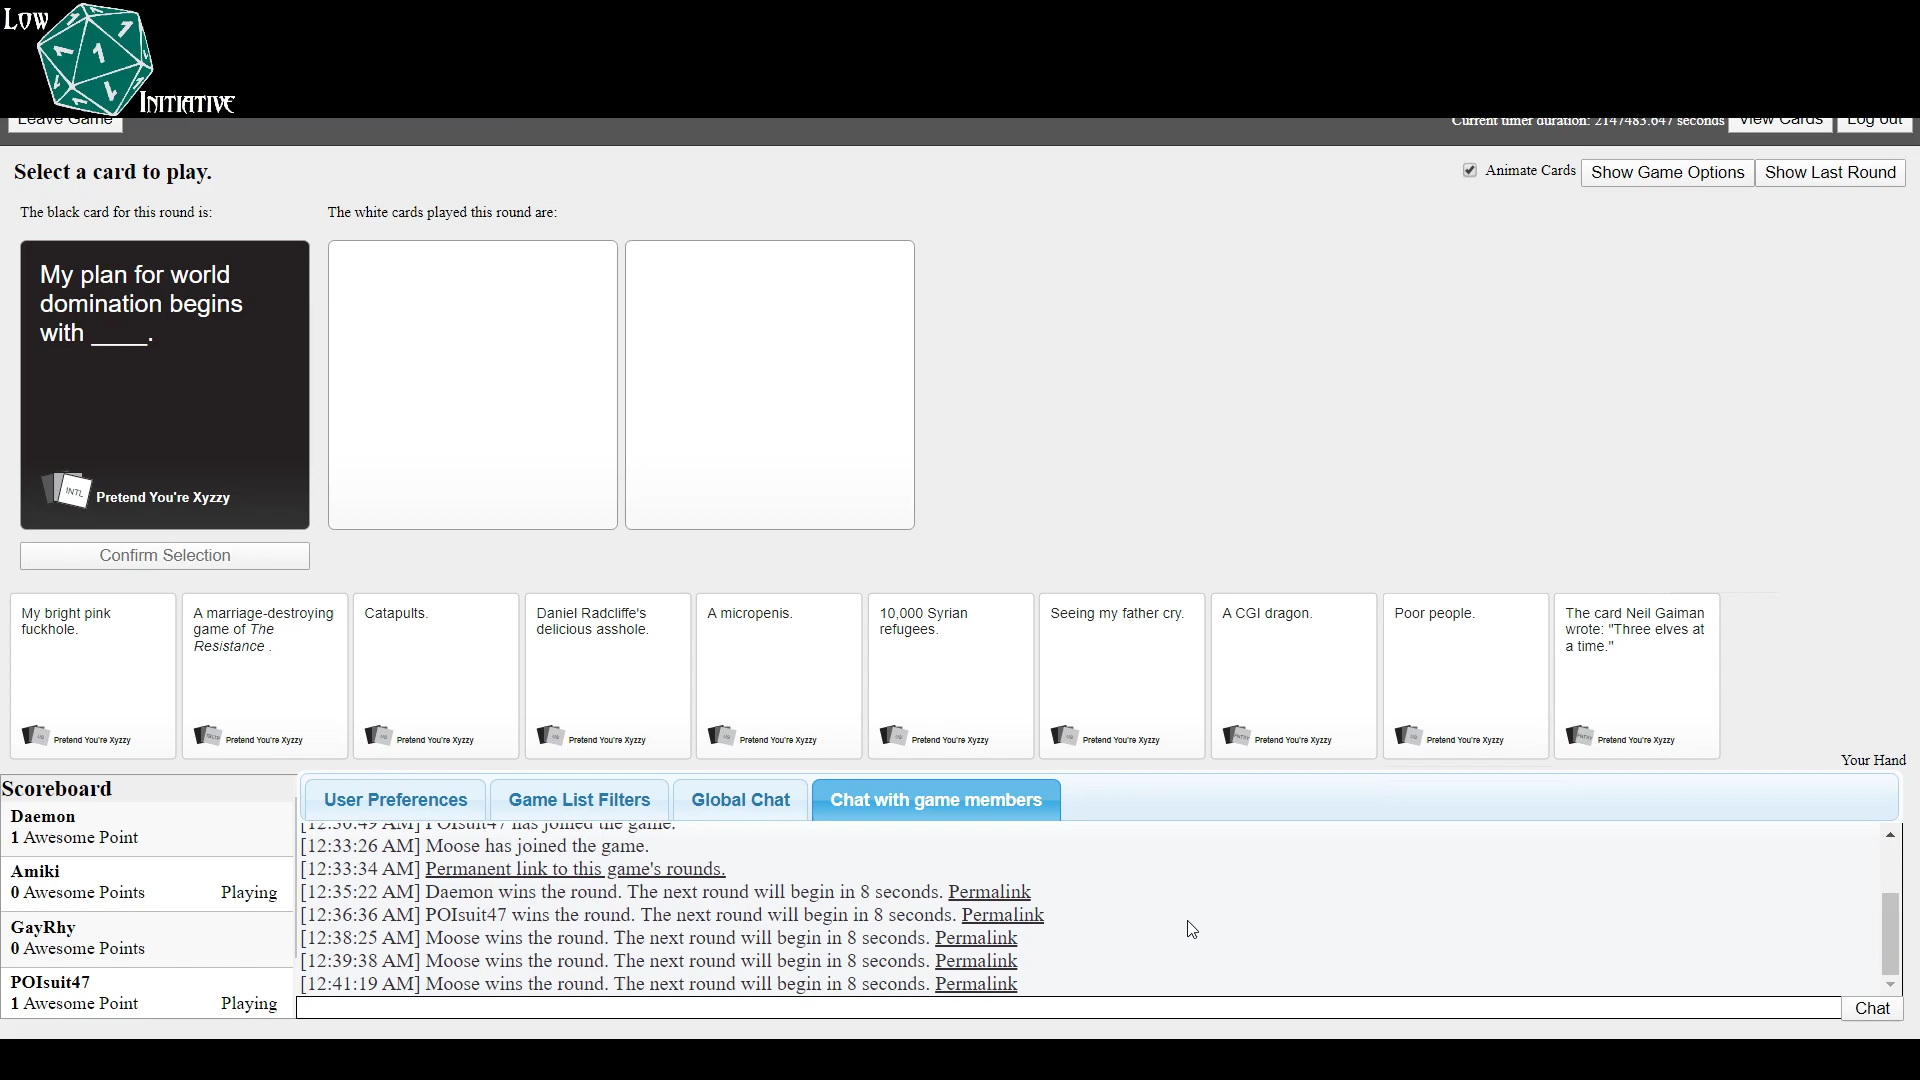 Low
Initiative
Leave Game
Current timer duration: 2147483.647 seconds
View Cards
Log out
Select a card to play.
Animate Cards
Show Game Options
Show Last Round
The black card for this round is:
The white cards played this round are:
My plan for world
domination begins
with _____.
INTL
Pretend You're Xyzzy
Confirm Selection
My bright pink
fuckhole.
Pretend You're Xyzzy
A marriage-destroying
game of The
Resistance .
Pretend You're Xyzzy
Catapults.
Pretend You're Xyzzy
Daniel Radcliffe's
delicious asshole.
Pretend You're Xyzzy
A micropenis.
Pretend You're Xyzzy
10,000 Syrian
refugees.
Pretend You're Xyzzy
Seeing my father cry.
Pretend You're Xyzzy
A CGI dragon.
Pretend You're Xyzzy
Poor people.
Pretend You're Xyzzy
The card Neil Gaiman
wrote: "Three elves at
a time."
Pretend You're Xyzzy
Your Hand
Scoreboard
Daemon
1 Awesome Point
Amiki
0 Awesome Points Playing
GayRhy
0 Awesome Points
POIsuit47
1 Awesome Point Playing
User Preferences
Game List Filters
Global Chat
Chat with game members
[12:30:49 AM] POIsuit47 has joined the game.
[12:33:26 AM] Moose has joined the game.
[12:33:34 AM] Permanent link to this game's rounds.
[12:35:22 AM] Daemon wins the round. The next round will begin in 8 seconds. Permalink
[12:36:36 AM] POIsuit47 wins the round. The next round will begin in 8 seconds. Permalink
[12:38:25 AM] Moose wins the round. The next round will begin in 8 seconds. Permalink
[12:39:38 AM] Moose wins the round. The next round will begin in 8 seconds. Permalink
[12:41:19 AM] Moose wins the round. The next round will begin in 8 seconds. Permalink
Chat